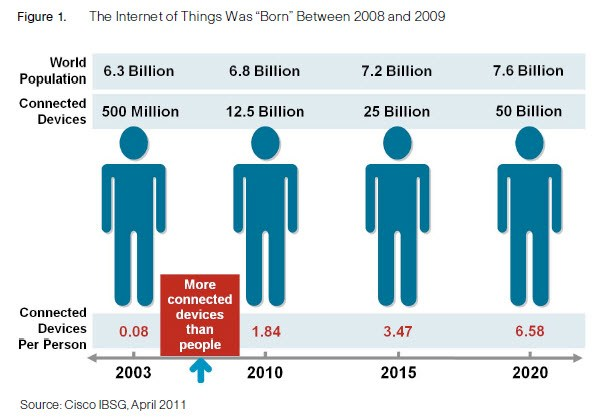 Figure 1. The Internet of Things Was “Born” Between 2008 and 2009
World Population 6.3 Billion 6.8 Billion 7.2 Billion 7.6 Billion
Connected Devices 500 Million 12.5 Billion 25 Billion 50 Billion
More
connected
devices
than
people
Connected
Devices
Per Person 0.08 1.84 3.47 6.58
2003 2010 2015 2020
Source: Cisco IBSG, April 2011